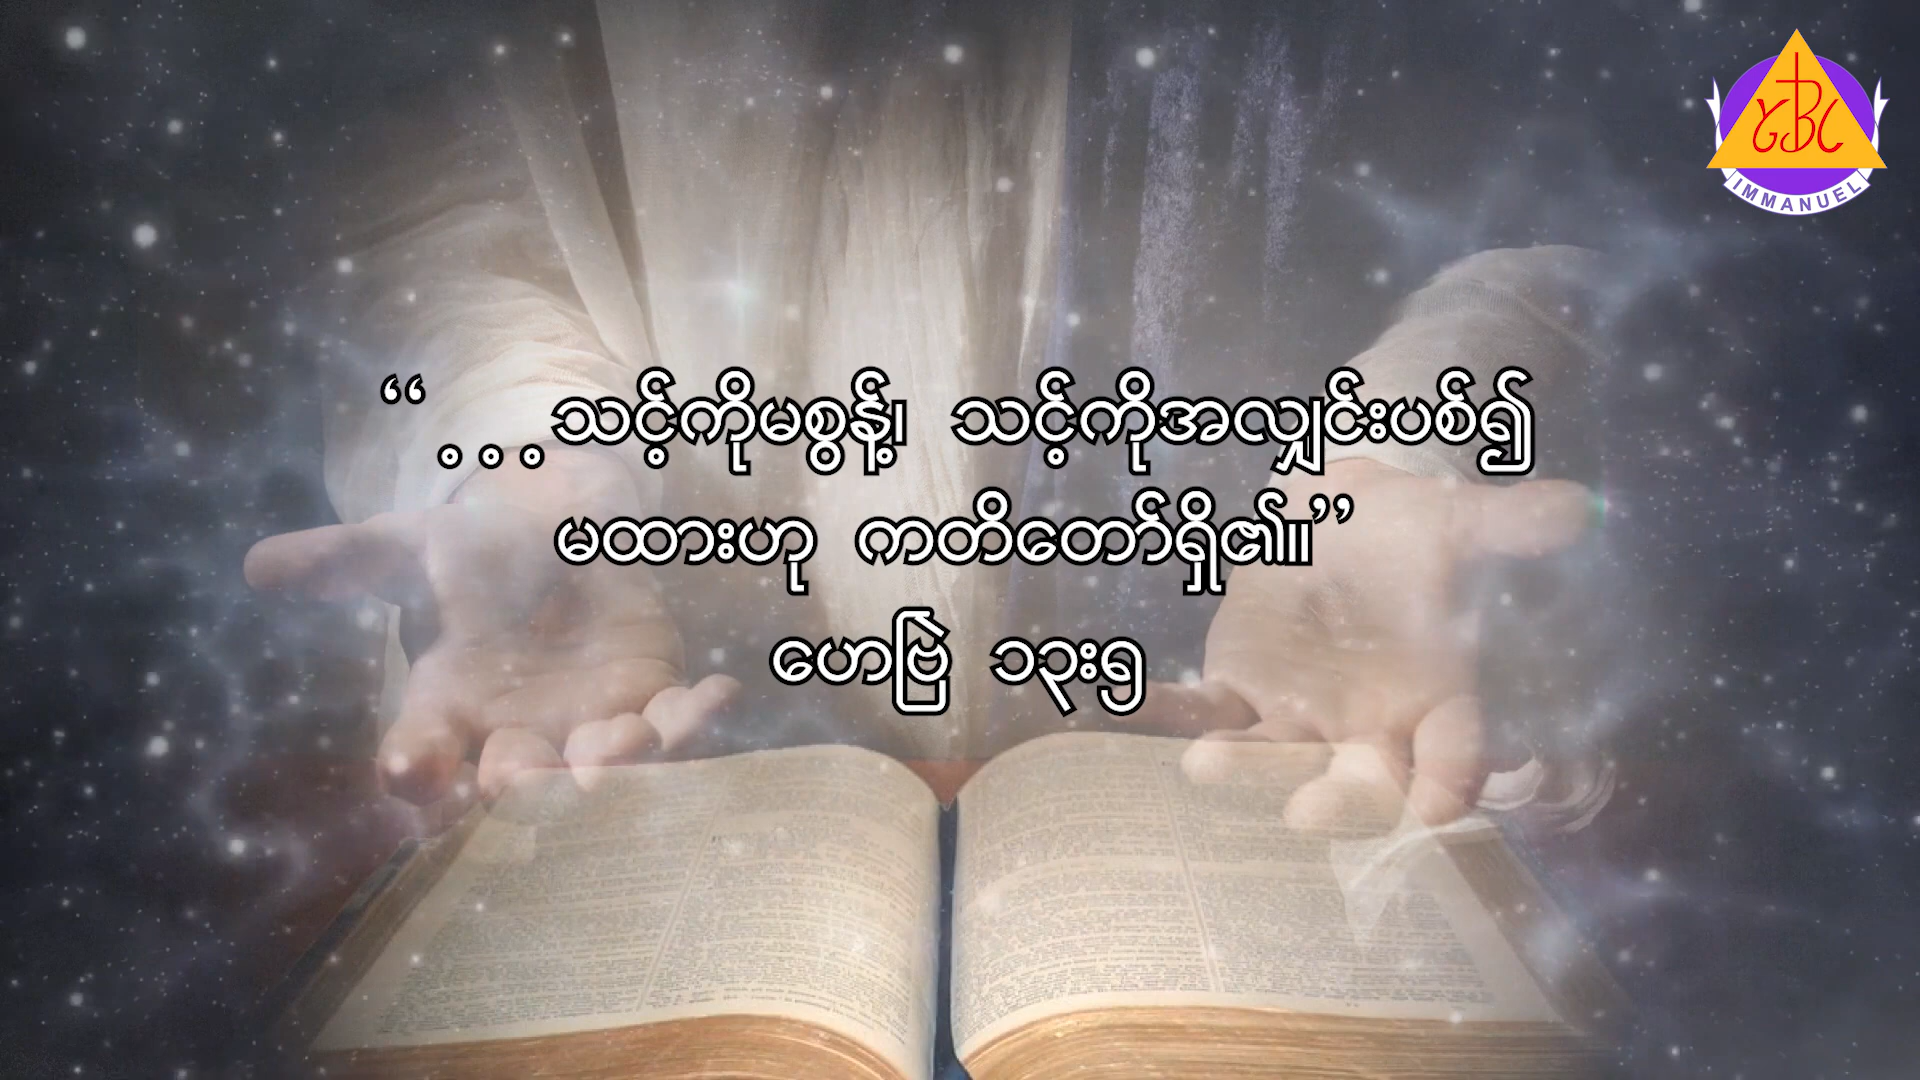 YBC
IMMANUEL
“. . . သင့်ကိုမစွန့်၊ သင့်ကိုအလျှင်းပစ်၍
မထားဟု ကတိတော်ရှိ၏။”
ဟေဗြဲ ၁၃း၅